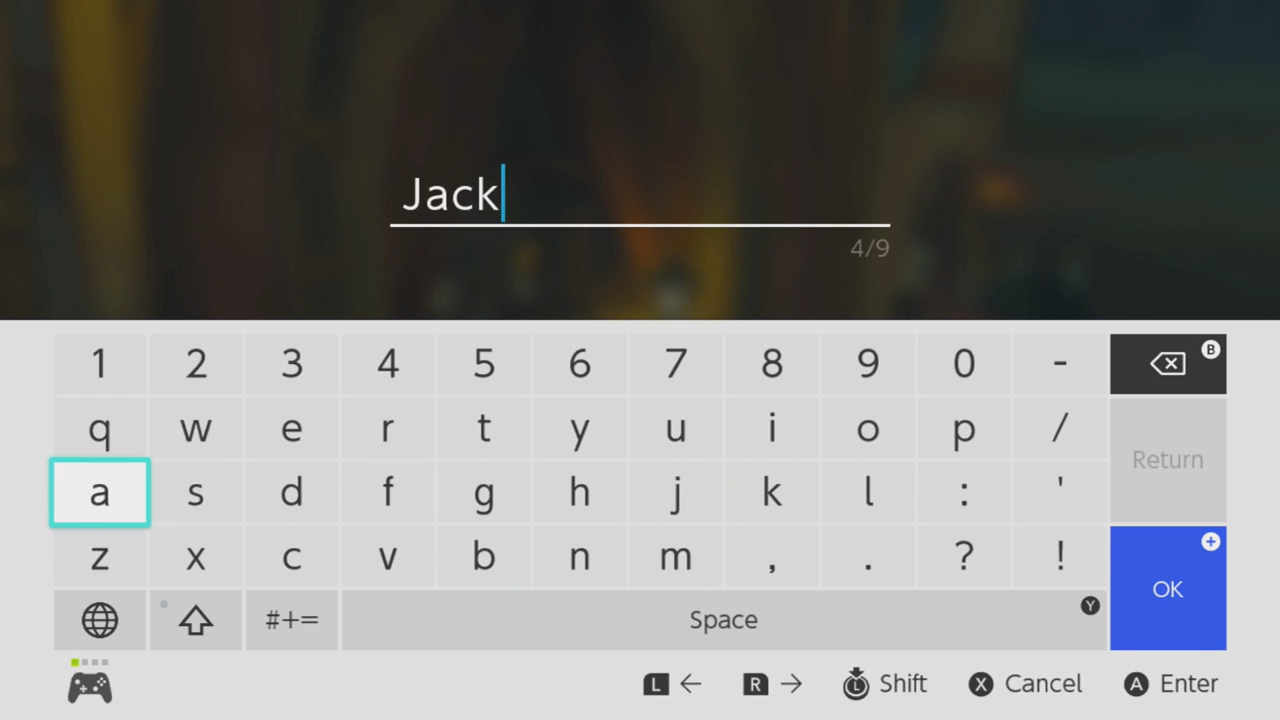 Jack
4/9
1 2 3 4 5 6 7 8 9 0 - B
q w e r t y u i o p /
Return
a s d f g h j k l : '
z x c v b n m , . ? ! +
OK
#+= Space Y
L ← R → L Shift X Cancel A Enter